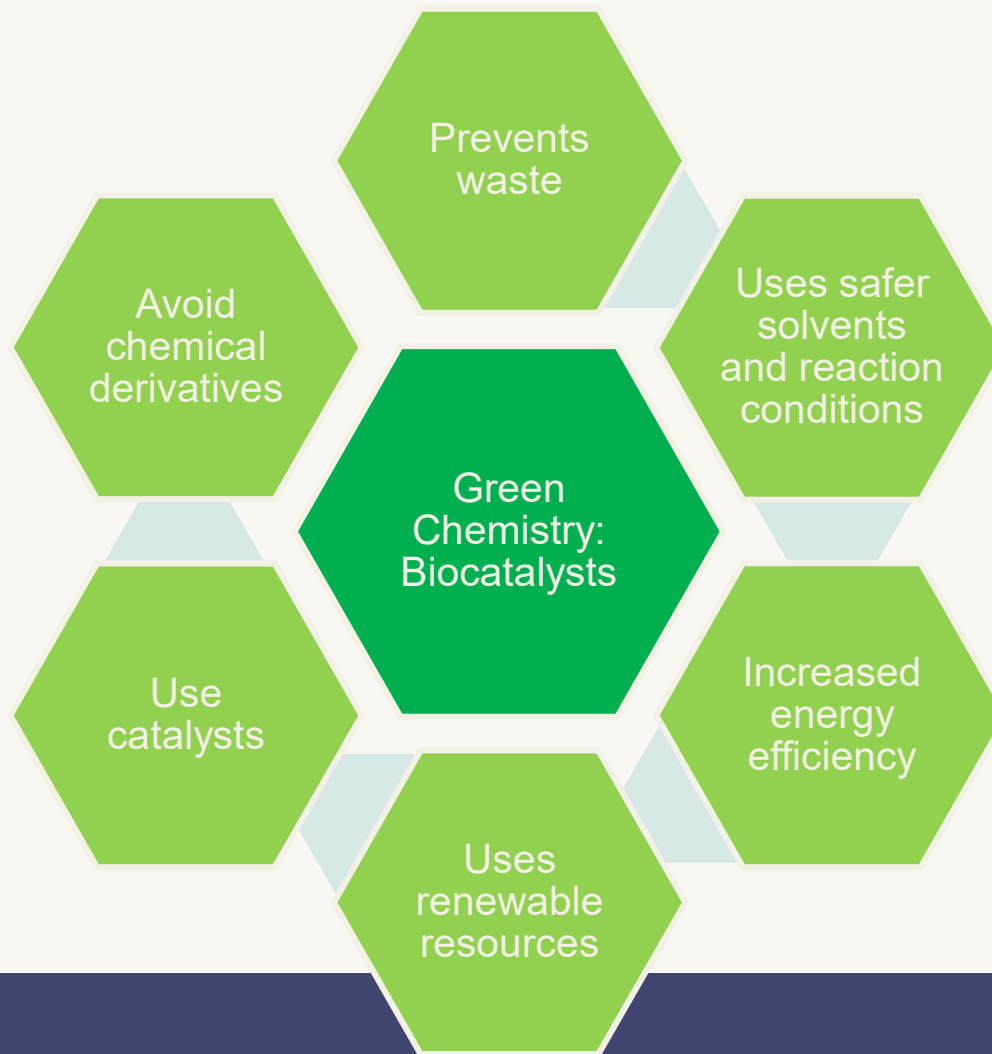 Prevents
waste
Uses safer
solvents
and reaction
conditions
Increased
energy
efficiency
Uses
renewable
resources
Use
catalysts
Avoid
chemical
derivatives
Green
Chemistry:
Biocatalysts